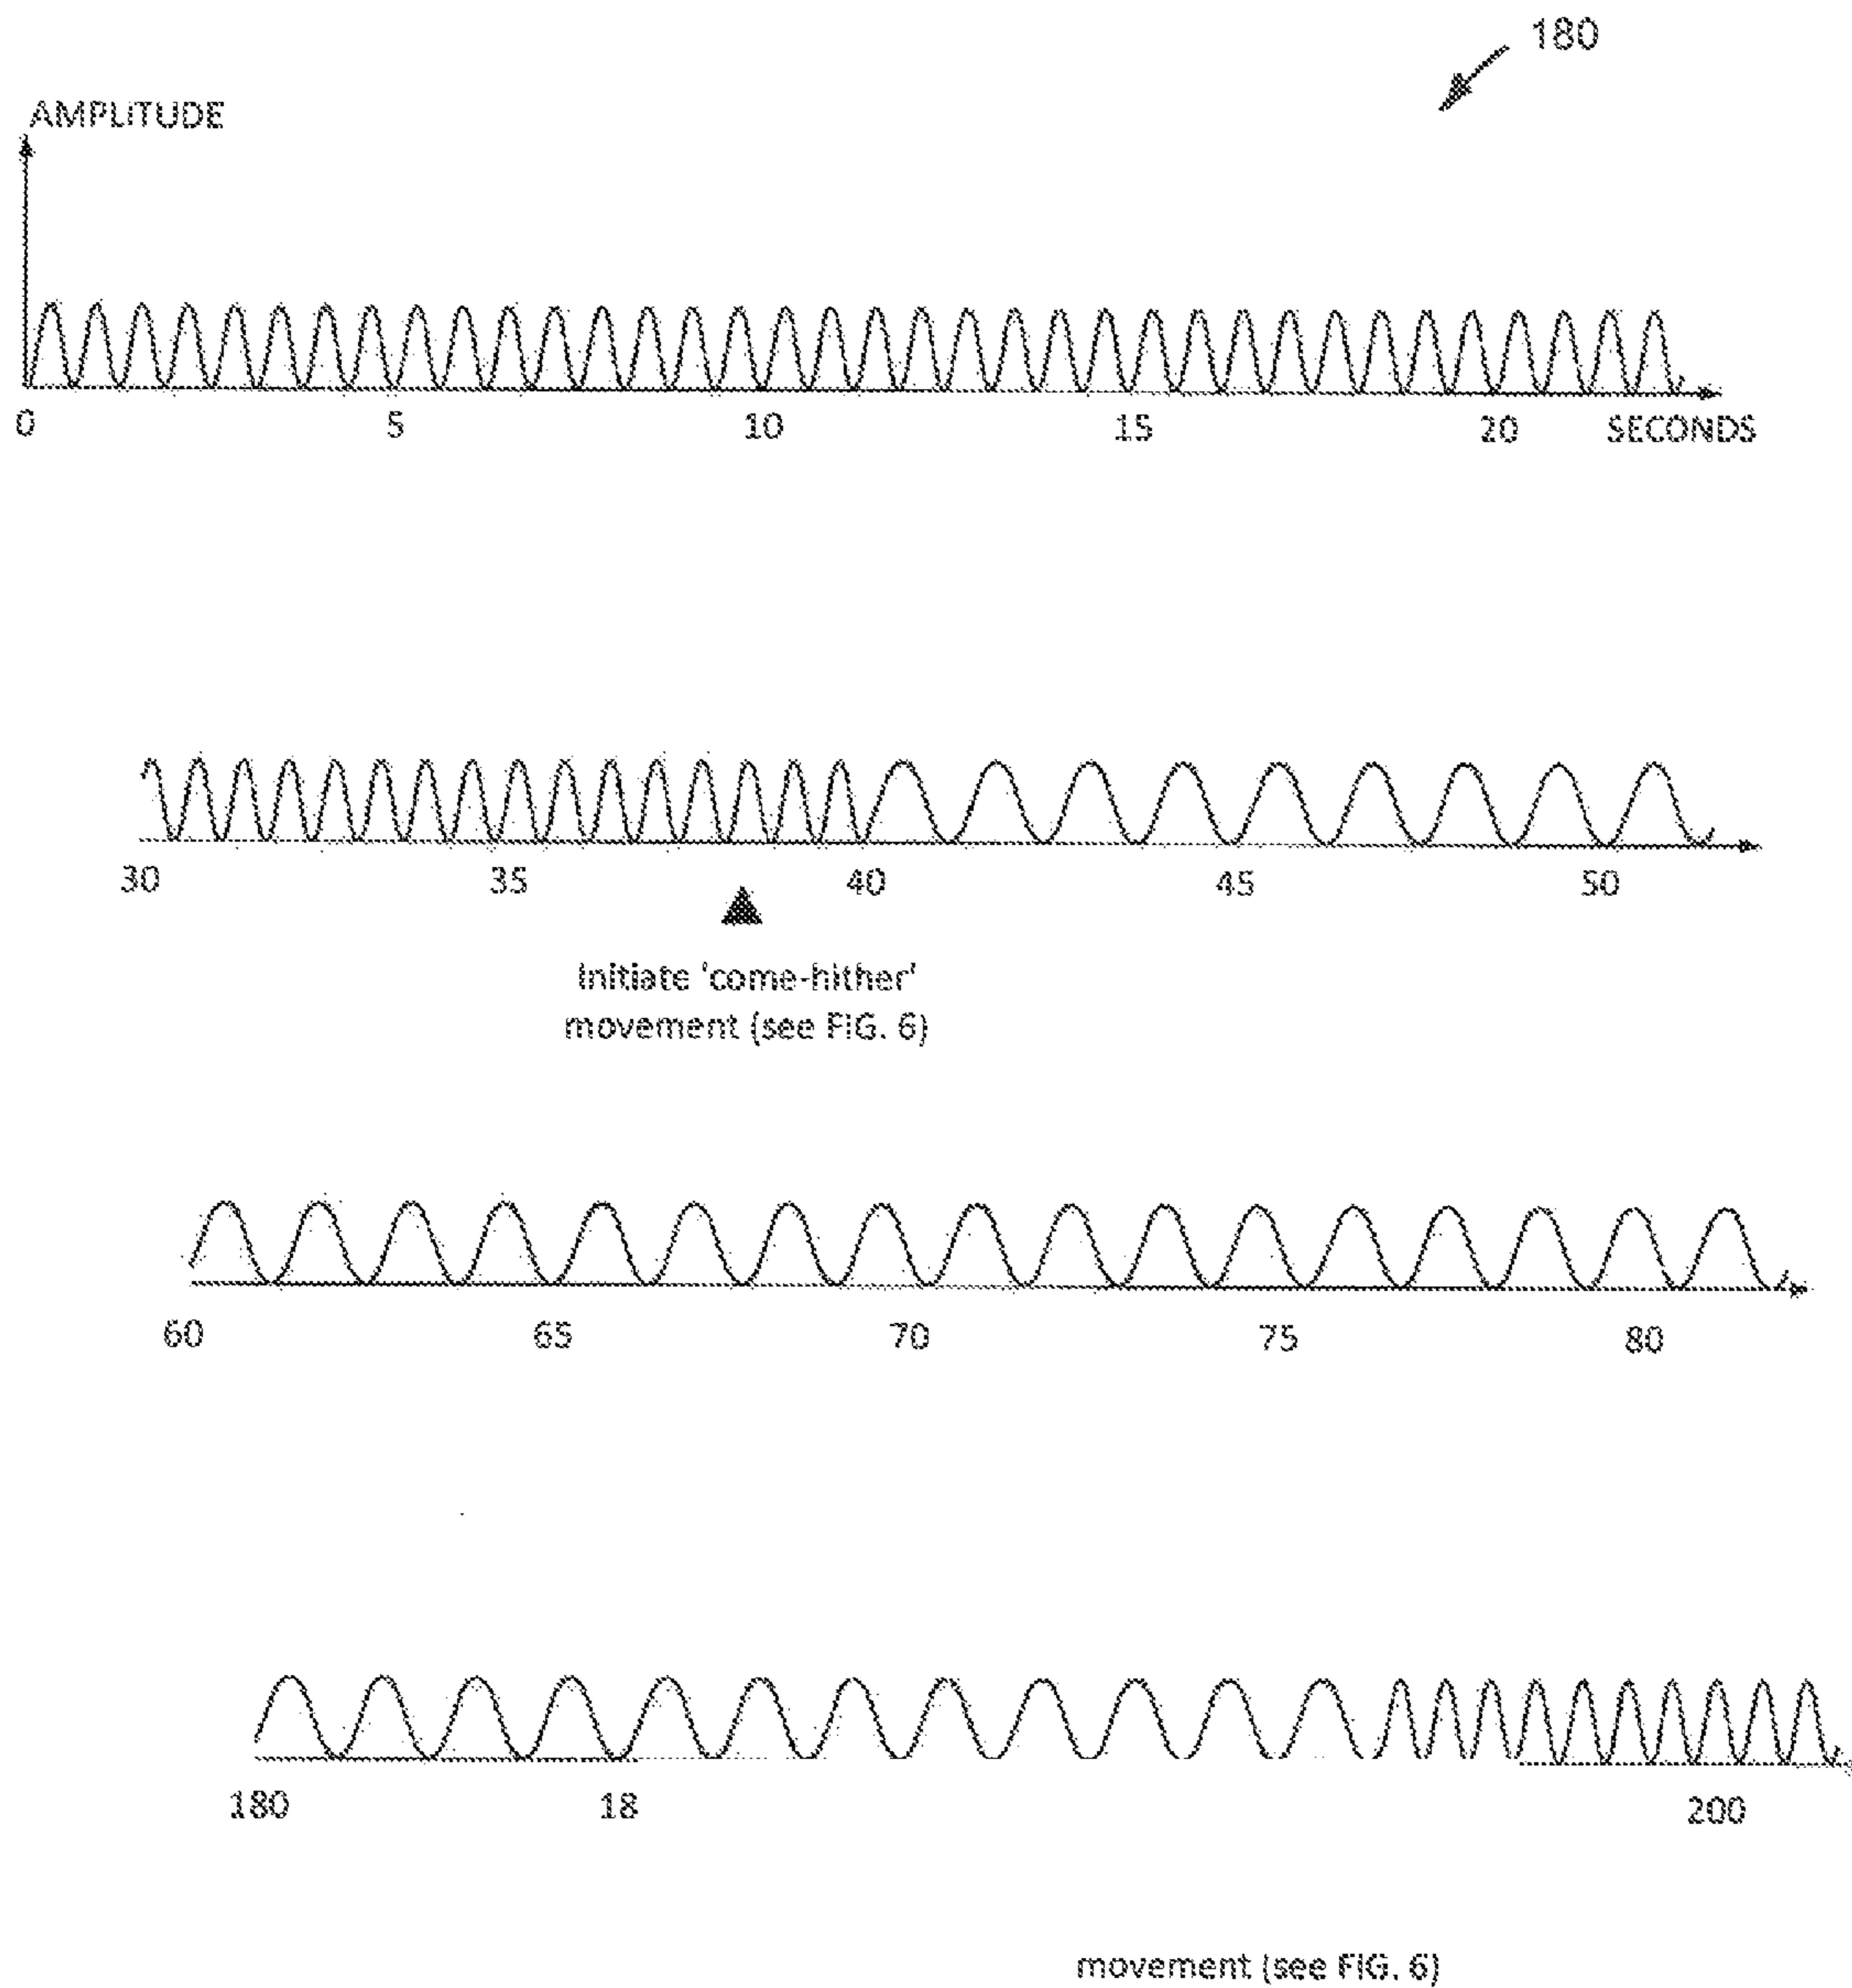 180
AMPLITUDE
0 5 10 15 20 SECONDS
30 35 40 45 50
Initiate 'come-hither'
movement (see FIG. 6)
60 65 70 75 80
180 18 200
movement (see FIG. 6)